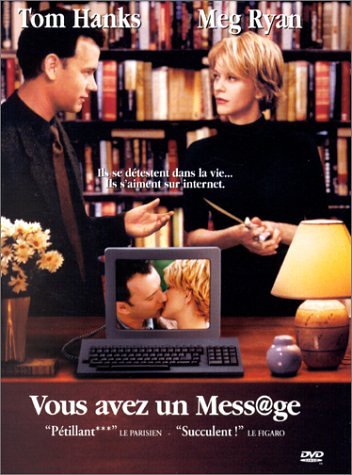 Tom Hanks Meg Ryan
Ils se détestent dans la vie...
Ils s'aiment sur internet.
Vous avez un Mess@ge
"Pétillant***" LE PARISIEN - "Succulent !" LE FIGARO
DVD